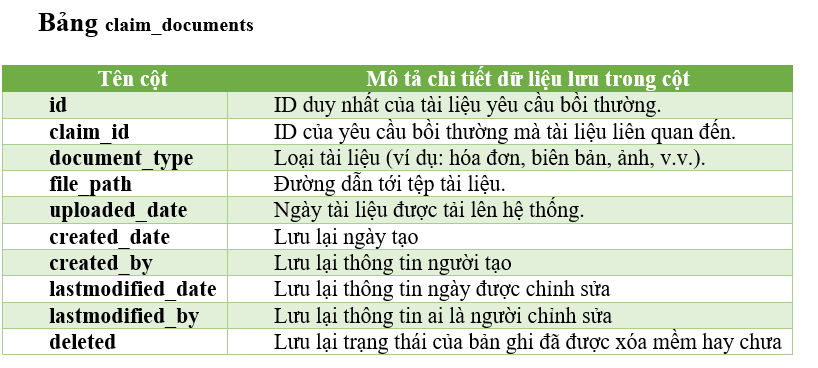 Bảng claim_documents
Tên cột Mô tả chi tiết dữ liệu lưu trong cột
id ID duy nhất của tài liệu yêu cầu bồi thường.
claim_id ID của yêu cầu bồi thường mà tài liệu liên quan đến.
document_type Loại tài liệu (ví dụ: hóa đơn, biên bản, ảnh, v.v.).
file_path Đường dẫn tới tệp tài liệu.
uploaded_date Ngày tài liệu được tải lên hệ thống.
created_date Lưu lại ngày tạo
created_by Lưu lại thông tin người tạo
lastmodified_date Lưu lại thông tin ngày được chỉnh sửa
lastmodified_by Lưu lại thông tin ai là người chỉnh sửa
deleted Lưu lại trạng thái của bản ghi đã được xóa mềm hay chưa